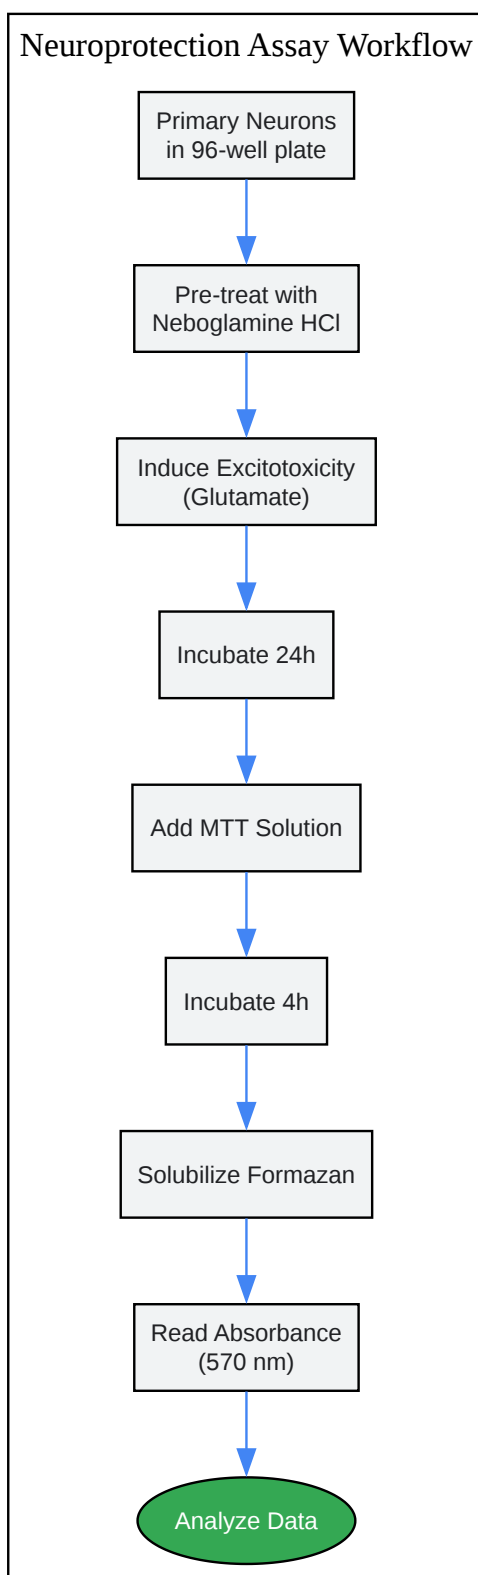 Neuroprotection Assay Workflow
Primary Neurons
in 96-well plate
Pre-treat with
Neboglamine HCl
Induce Excitotoxicity
(Glutamate)
Incubate 24h
Add MTT Solution
Incubate 4h
Solubilize Formazan
Read Absorbance
(570 nm)
Analyze Data